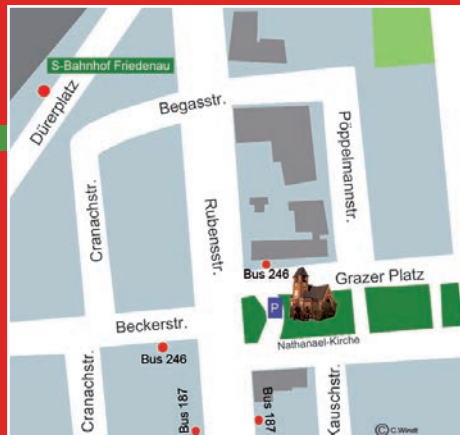 S-Bahnhof Friedenau
Dürerplatz
Begasstr.
Pöppelmannstr.
Cranachstr.
Rubensstr.
Bus 246
Grazer Platz
P
Beckerstr.
Nathanael-Kirche
Bus 246
Cranachstr.
Bus 187
Bus 187
Kauschstr.
© C.Windt